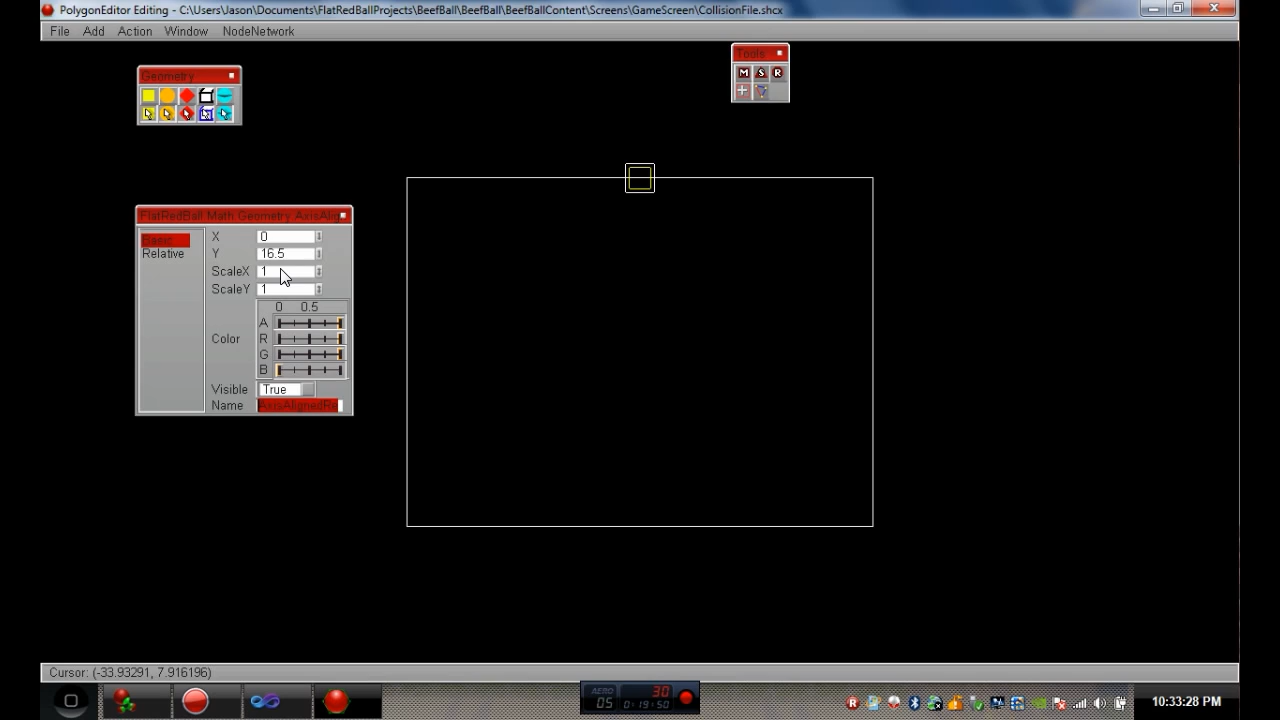 PolygonEditor Editing - C:\Users\Jason\Documents\FlatRedBallProjects\BeefBall\BeefBall\BeefBallContent\Screens\GameScreen\CollisionFile.shcx
File Add Action Window NodeNetwork
Tools
M S R
Geometry
FlatRedBall Math Geometry AxisAlig
Basic
Relative
X 0
Y 16.5
ScaleX 1
ScaleY 1
0 0.5
Color
A
R
G
B
Visible True
Name AxisAlignedRe
Cursor: (-33.93291, 7.916196)
AERO 30
05 0:19:50
10:33:28 PM